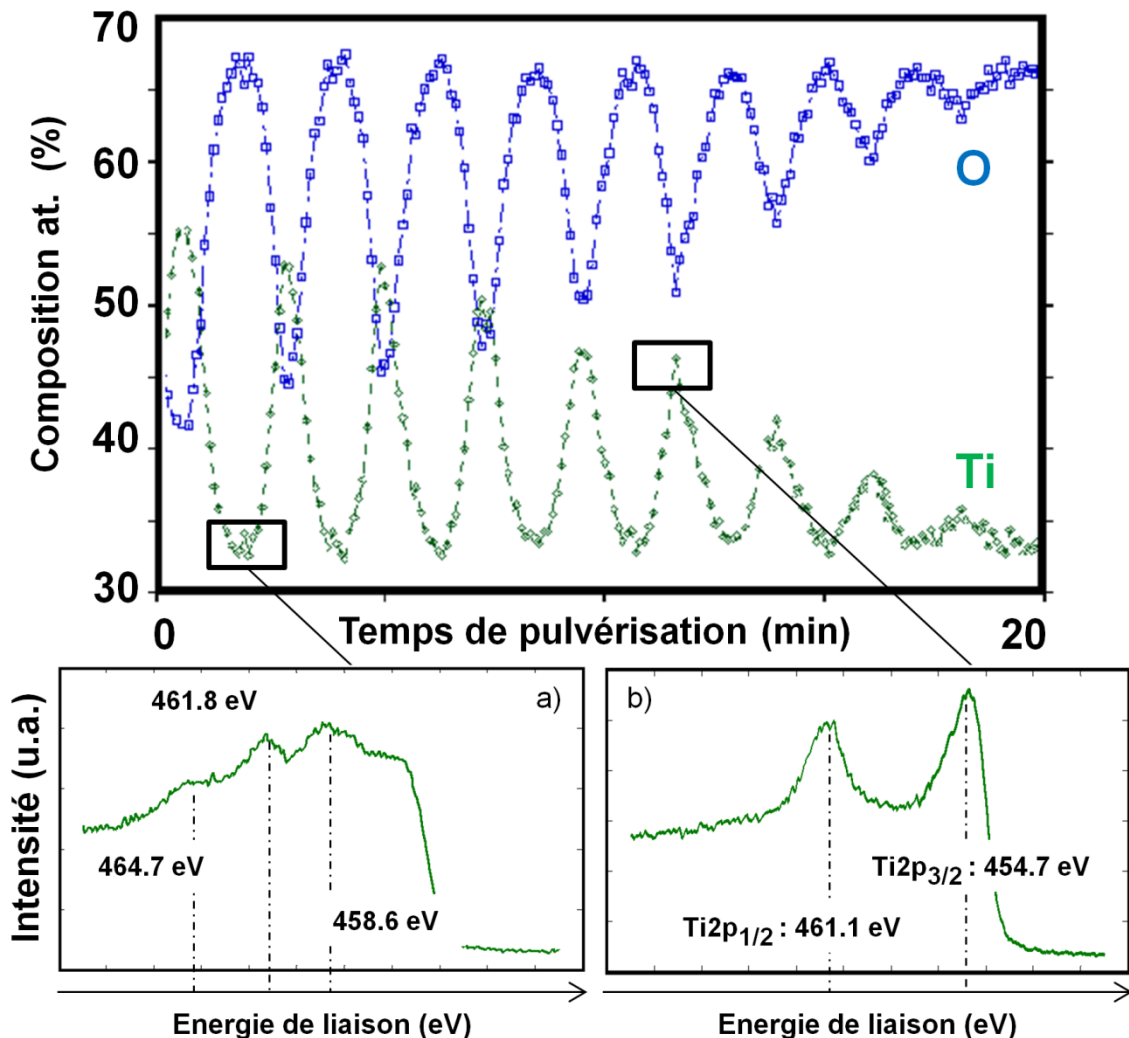 70
60
50
40
30
Composition at. (%)
O
Ti
0
Temps de pulvérisation (min)
20
a)
461.8 eV
464.7 eV
458.6 eV
Intensité (u.a.)
Energie de liaison (eV)
b)
Ti2p3/2 : 454.7 eV
Ti2p1/2 : 461.1 eV
Energie de liaison (eV)